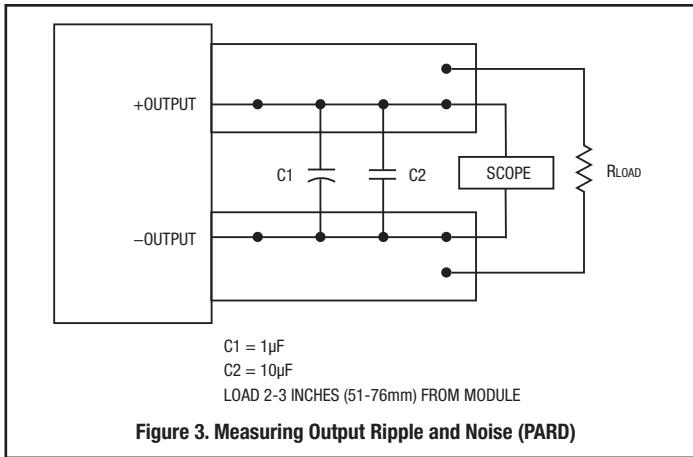 +OUTPUT
C1
C2
SCOPE
RLOAD
–OUTPUT
C1 = 1µF
C2 = 10µF
LOAD 2-3 INCHES (51-76mm) FROM MODULE
Figure 3. Measuring Output Ripple and Noise (PARD)